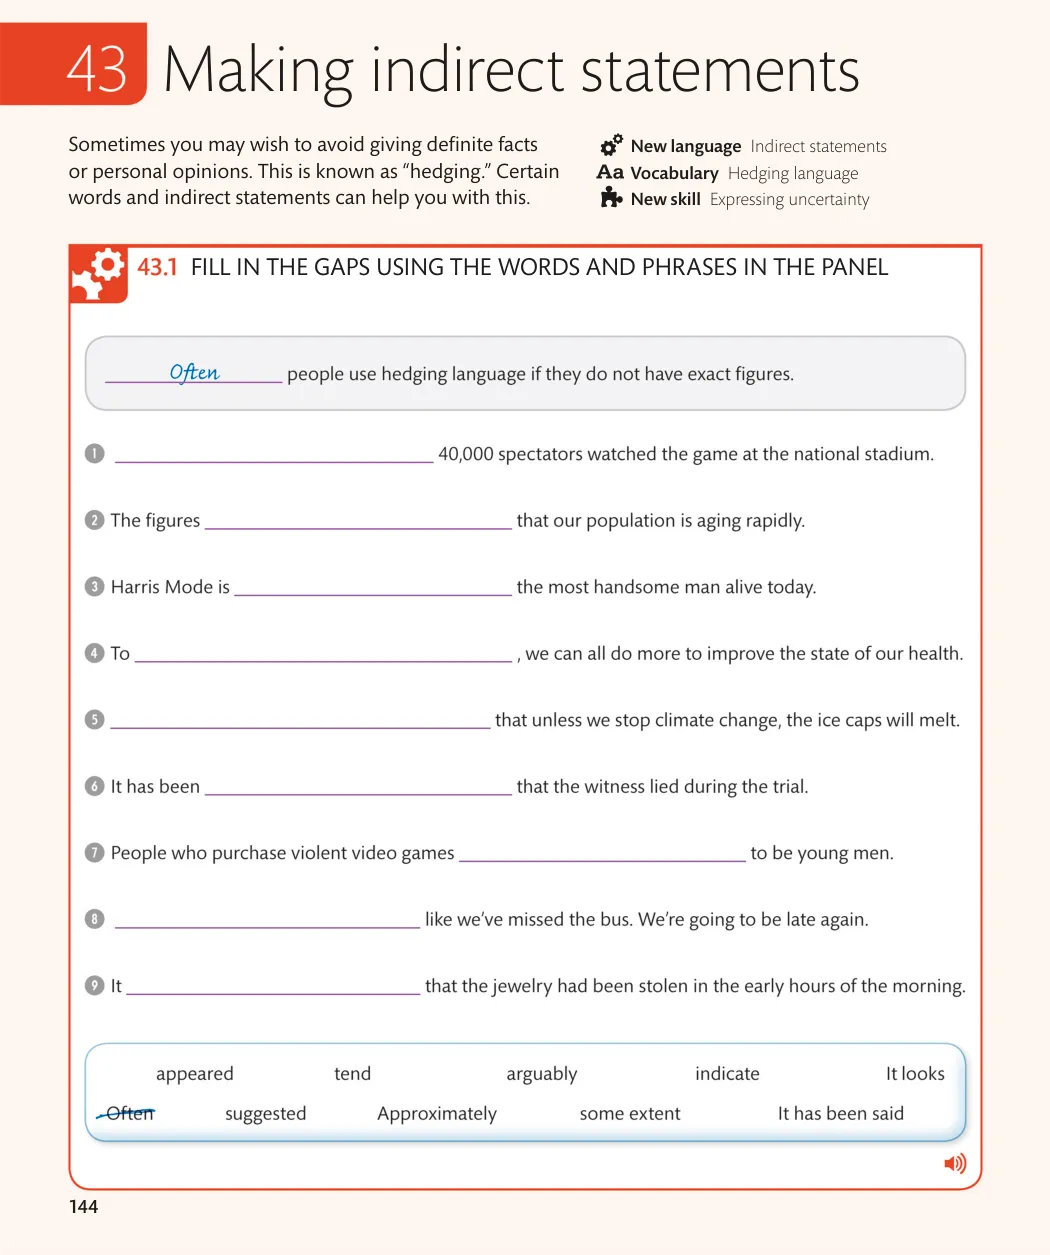 43 Making indirect statements
Sometimes you may wish to avoid giving definite facts
or personal opinions. This is known as “hedging.” Certain
words and indirect statements can help you with this.
New language Indirect statements
Aa Vocabulary Hedging language
New skill Expressing uncertainty
43.1 FILL IN THE GAPS USING THE WORDS AND PHRASES IN THE PANEL
Often people use hedging language if they do not have exact figures.
1 ________ 40,000 spectators watched the game at the national stadium.
2 The figures ________ that our population is aging rapidly.
3 Harris Mode is ________ the most handsome man alive today.
4 To ________ , we can all do more to improve the state of our health.
5 ________ that unless we stop climate change, the ice caps will melt.
6 It has been ________ that the witness lied during the trial.
7 People who purchase violent video games ________ to be young men.
8 ________ like we’ve missed the bus. We’re going to be late again.
9 It ________ that the jewelry had been stolen in the early hours of the morning.
appeared tend arguably indicate It looks
Often suggested Approximately some extent It has been said
144